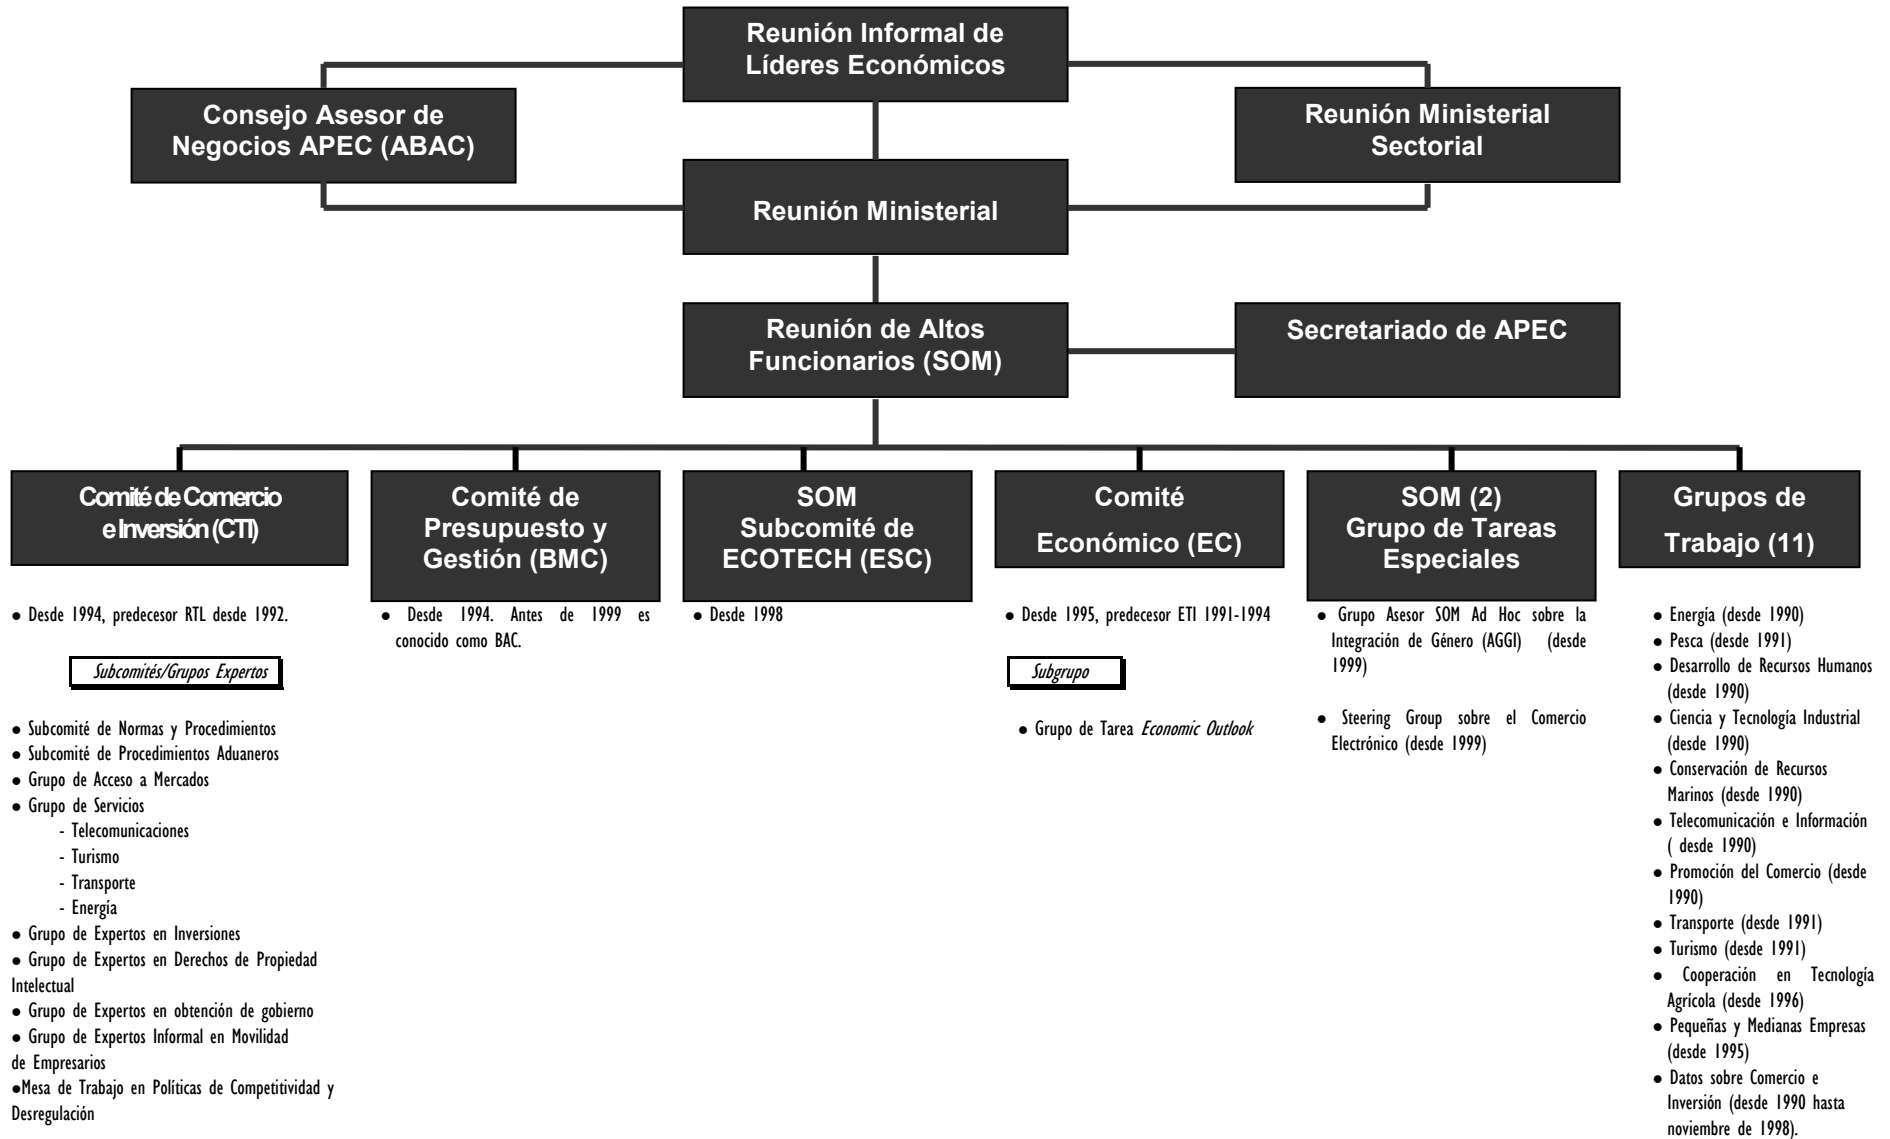 Reunión Informal de
Líderes Económicos
Consejo Asesor de
Negocios APEC (ABAC)
Reunión Ministerial
Sectorial
Reunión Ministerial
Reunión de Altos
Funcionarios (SOM)
Secretariado de APEC
Comité de Comercio
e Inversión (CTI)
● Desde 1994, predecesor RTL desde 1992.
Subcomités/Grupos Expertos
● Subcomité de Normas y Procedimientos
● Subcomité de Procedimientos Aduaneros
● Grupo de Acceso a Mercados
● Grupo de Servicios
- Telecomunicaciones
- Turismo
- Transporte
- Energía
● Grupo de Expertos en Inversiones
● Grupo de Expertos en Derechos de Propiedad
Intelectual
● Grupo de Expertos en obtención de gobierno
● Grupo de Expertos Informal en Movilidad
de Empresarios
●Mesa de Trabajo en Políticas de Competitividad y
Desregulación
Comité de
Presupuesto y
Gestión (BMC)
● Desde 1994. Antes de 1999 es
conocido como BAC.
SOM
Subcomité de
ECOTECH (ESC)
● Desde 1998
Comité
Económico (EC)
● Desde 1995, predecesor ETI 1991-1994
Subgrupo
● Grupo de Tarea Economic Outlook
SOM (2)
Grupo de Tareas
Especiales
● Grupo Asesor SOM Ad Hoc sobre la
Integración de Género (AGGI) (desde
1999)
● Steering Group sobre el Comercio
Electrónico (desde 1999)
Grupos de
Trabajo (11)
● Energía (desde 1990)
● Pesca (desde 1991)
● Desarrollo de Recursos Humanos
(desde 1990)
● Ciencia y Tecnología Industrial
(desde 1990)
● Conservación de Recursos
Marinos (desde 1990)
● Telecomunicación e Información
( desde 1990)
● Promoción del Comercio (desde
1990)
● Transporte (desde 1991)
● Turismo (desde 1991)
● Cooperación en Tecnología
Agrícola (desde 1996)
● Pequeñas y Medianas Empresas
(desde 1995)
● Datos sobre Comercio e
Inversión (desde 1990 hasta
noviembre de 1998).